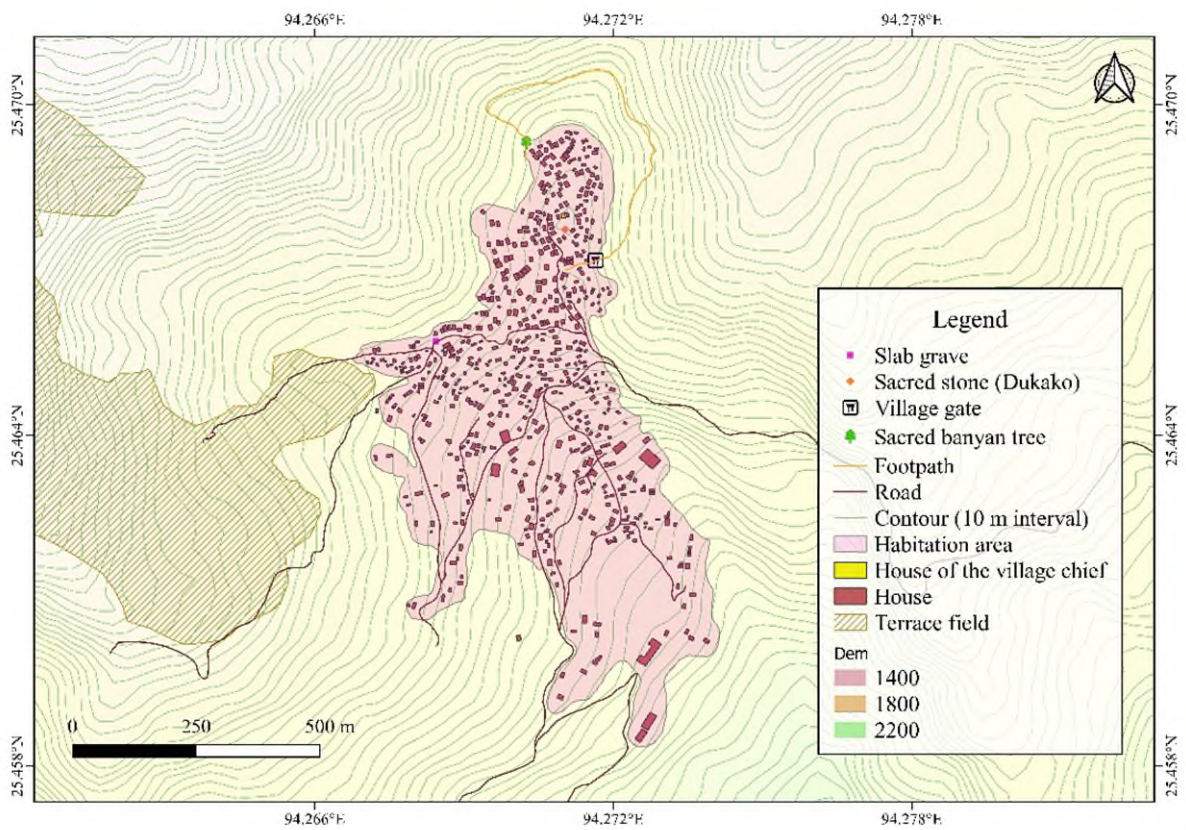 94.266°E 94.272°E 94.278°E
25.470°N 25.470°N
25.464°N 25.464°N
25.458°N 25.458°N
Legend
Slab grave
Sacred stone (Dukako)
Village gate
Sacred banyan tree
Footpath
Road
Contour (10 m interval)
Habitation area
House of the village chief
House
Terrace field
Dem
1400
1800
2200
0 250 500 m
94.266°E 94.272°E 94.278°E